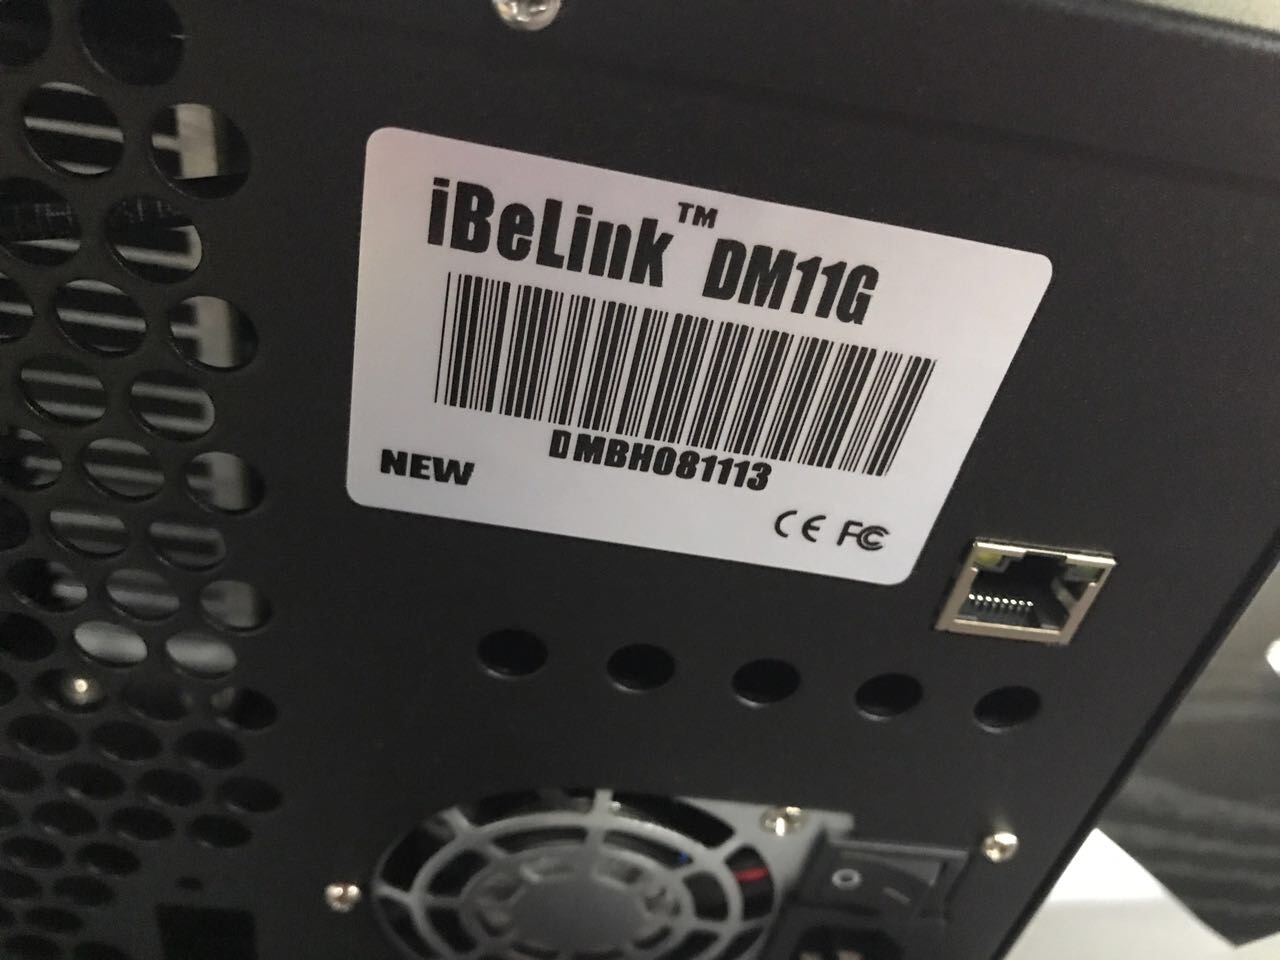 iBeLink™ DM11G
DMBH081113
NEW
CE FC